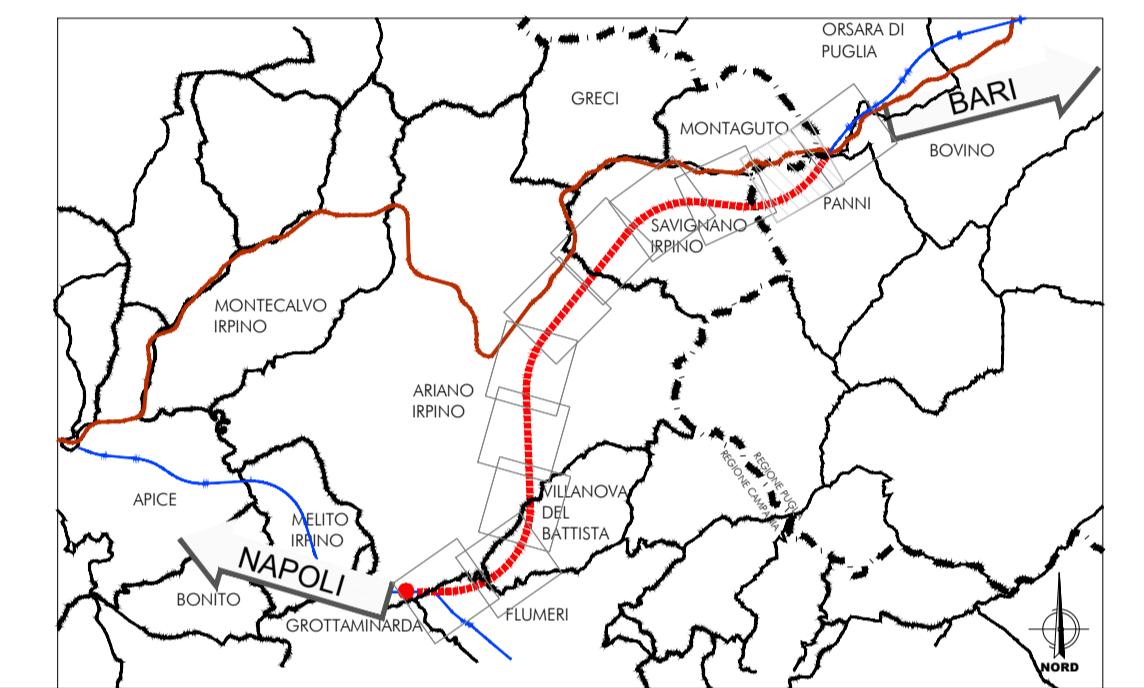 ORSARA DI
PUGLIA
GRECI
BARI
MONTAGUTO
BOVINO
PANNI
SAVIGNANO
IRPINO
MONTECALVO
IRPINO
ARIANO
IRPINO
REGIONE PUGLIA
REGIONE CAMPANIA
APICE
VILLANOVA
DEL
BATTISTA
MELITO
IRPINO
NAPOLI
BONITO
FLUMERI
GROTTAMINARDA
NORD